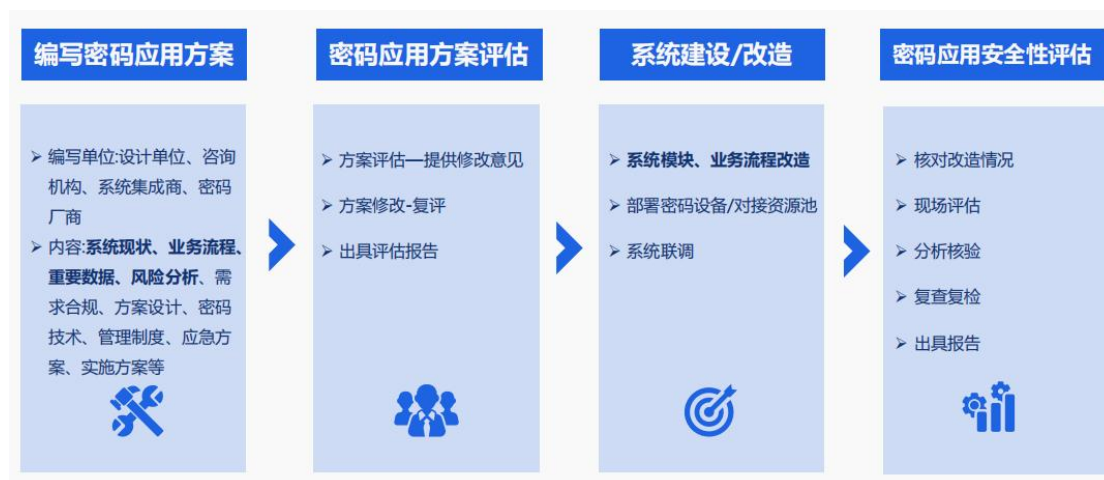 编写密码应用方案
➢ 编写单位:设计单位、咨询
机构、系统集成商、密码
厂商
➢ 内容:系统现状、业务流程、
重要数据、风险分析、需
求合规、方案设计、密码
技术、管理制度、应急方
案、实施方案等
密码应用方案评估
➢ 方案评估—提供修改意见
➢ 方案修改-复评
➢ 出具评估报告
系统建设/改造
➢ 系统模块、业务流程改造
➢ 部署密码设备/对接资源池
➢ 系统联调
密码应用安全性评估
➢ 核对改造情况
➢ 现场评估
➢ 分析核验
➢ 复查复检
➢ 出具报告